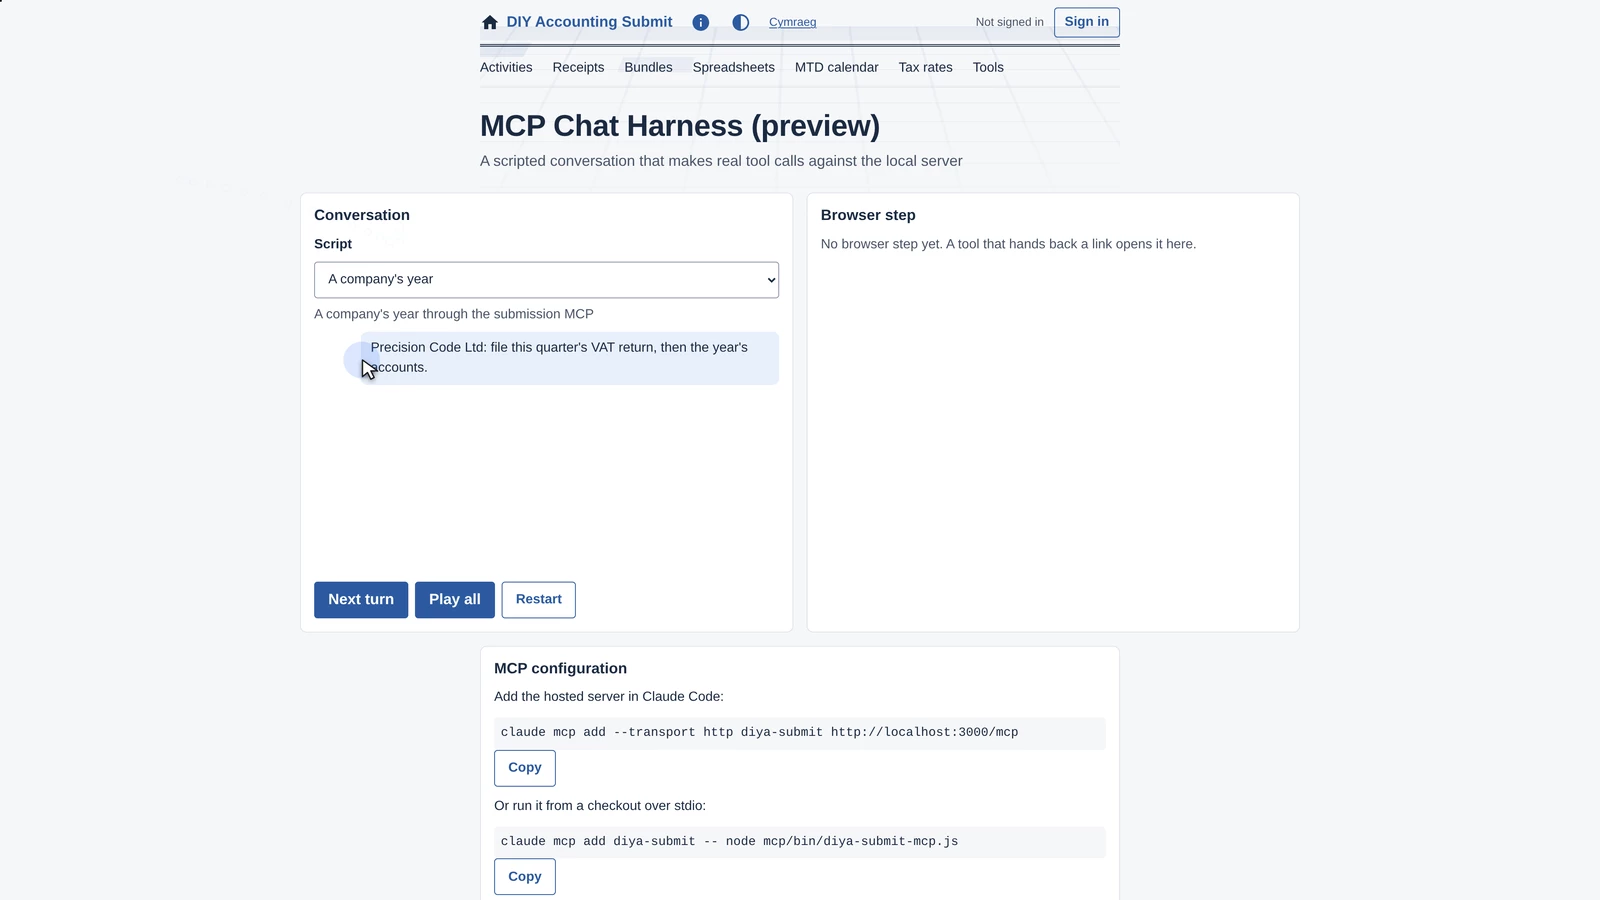 DIY Accounting Submit
Cymraeg
Not signed in
Sign in
Activities
Receipts
Bundles
Spreadsheets
MTD calendar
Tax rates
Tools
MCP Chat Harness (preview)
A scripted conversation that makes real tool calls against the local server
Conversation
Script
A company's year
A company's year through the submission MCP
Precision Code Ltd: file this quarter's VAT return, then the year's
accounts.
Next turn
Play all
Restart
Browser step
No browser step yet. A tool that hands back a link opens it here.
MCP configuration
Add the hosted server in Claude Code:
claude mcp add --transport http diya-submit http://localhost:3000/mcp
Copy
Or run it from a checkout over stdio:
claude mcp add diya-submit -- node mcp/bin/diya-submit-mcp.js
Copy